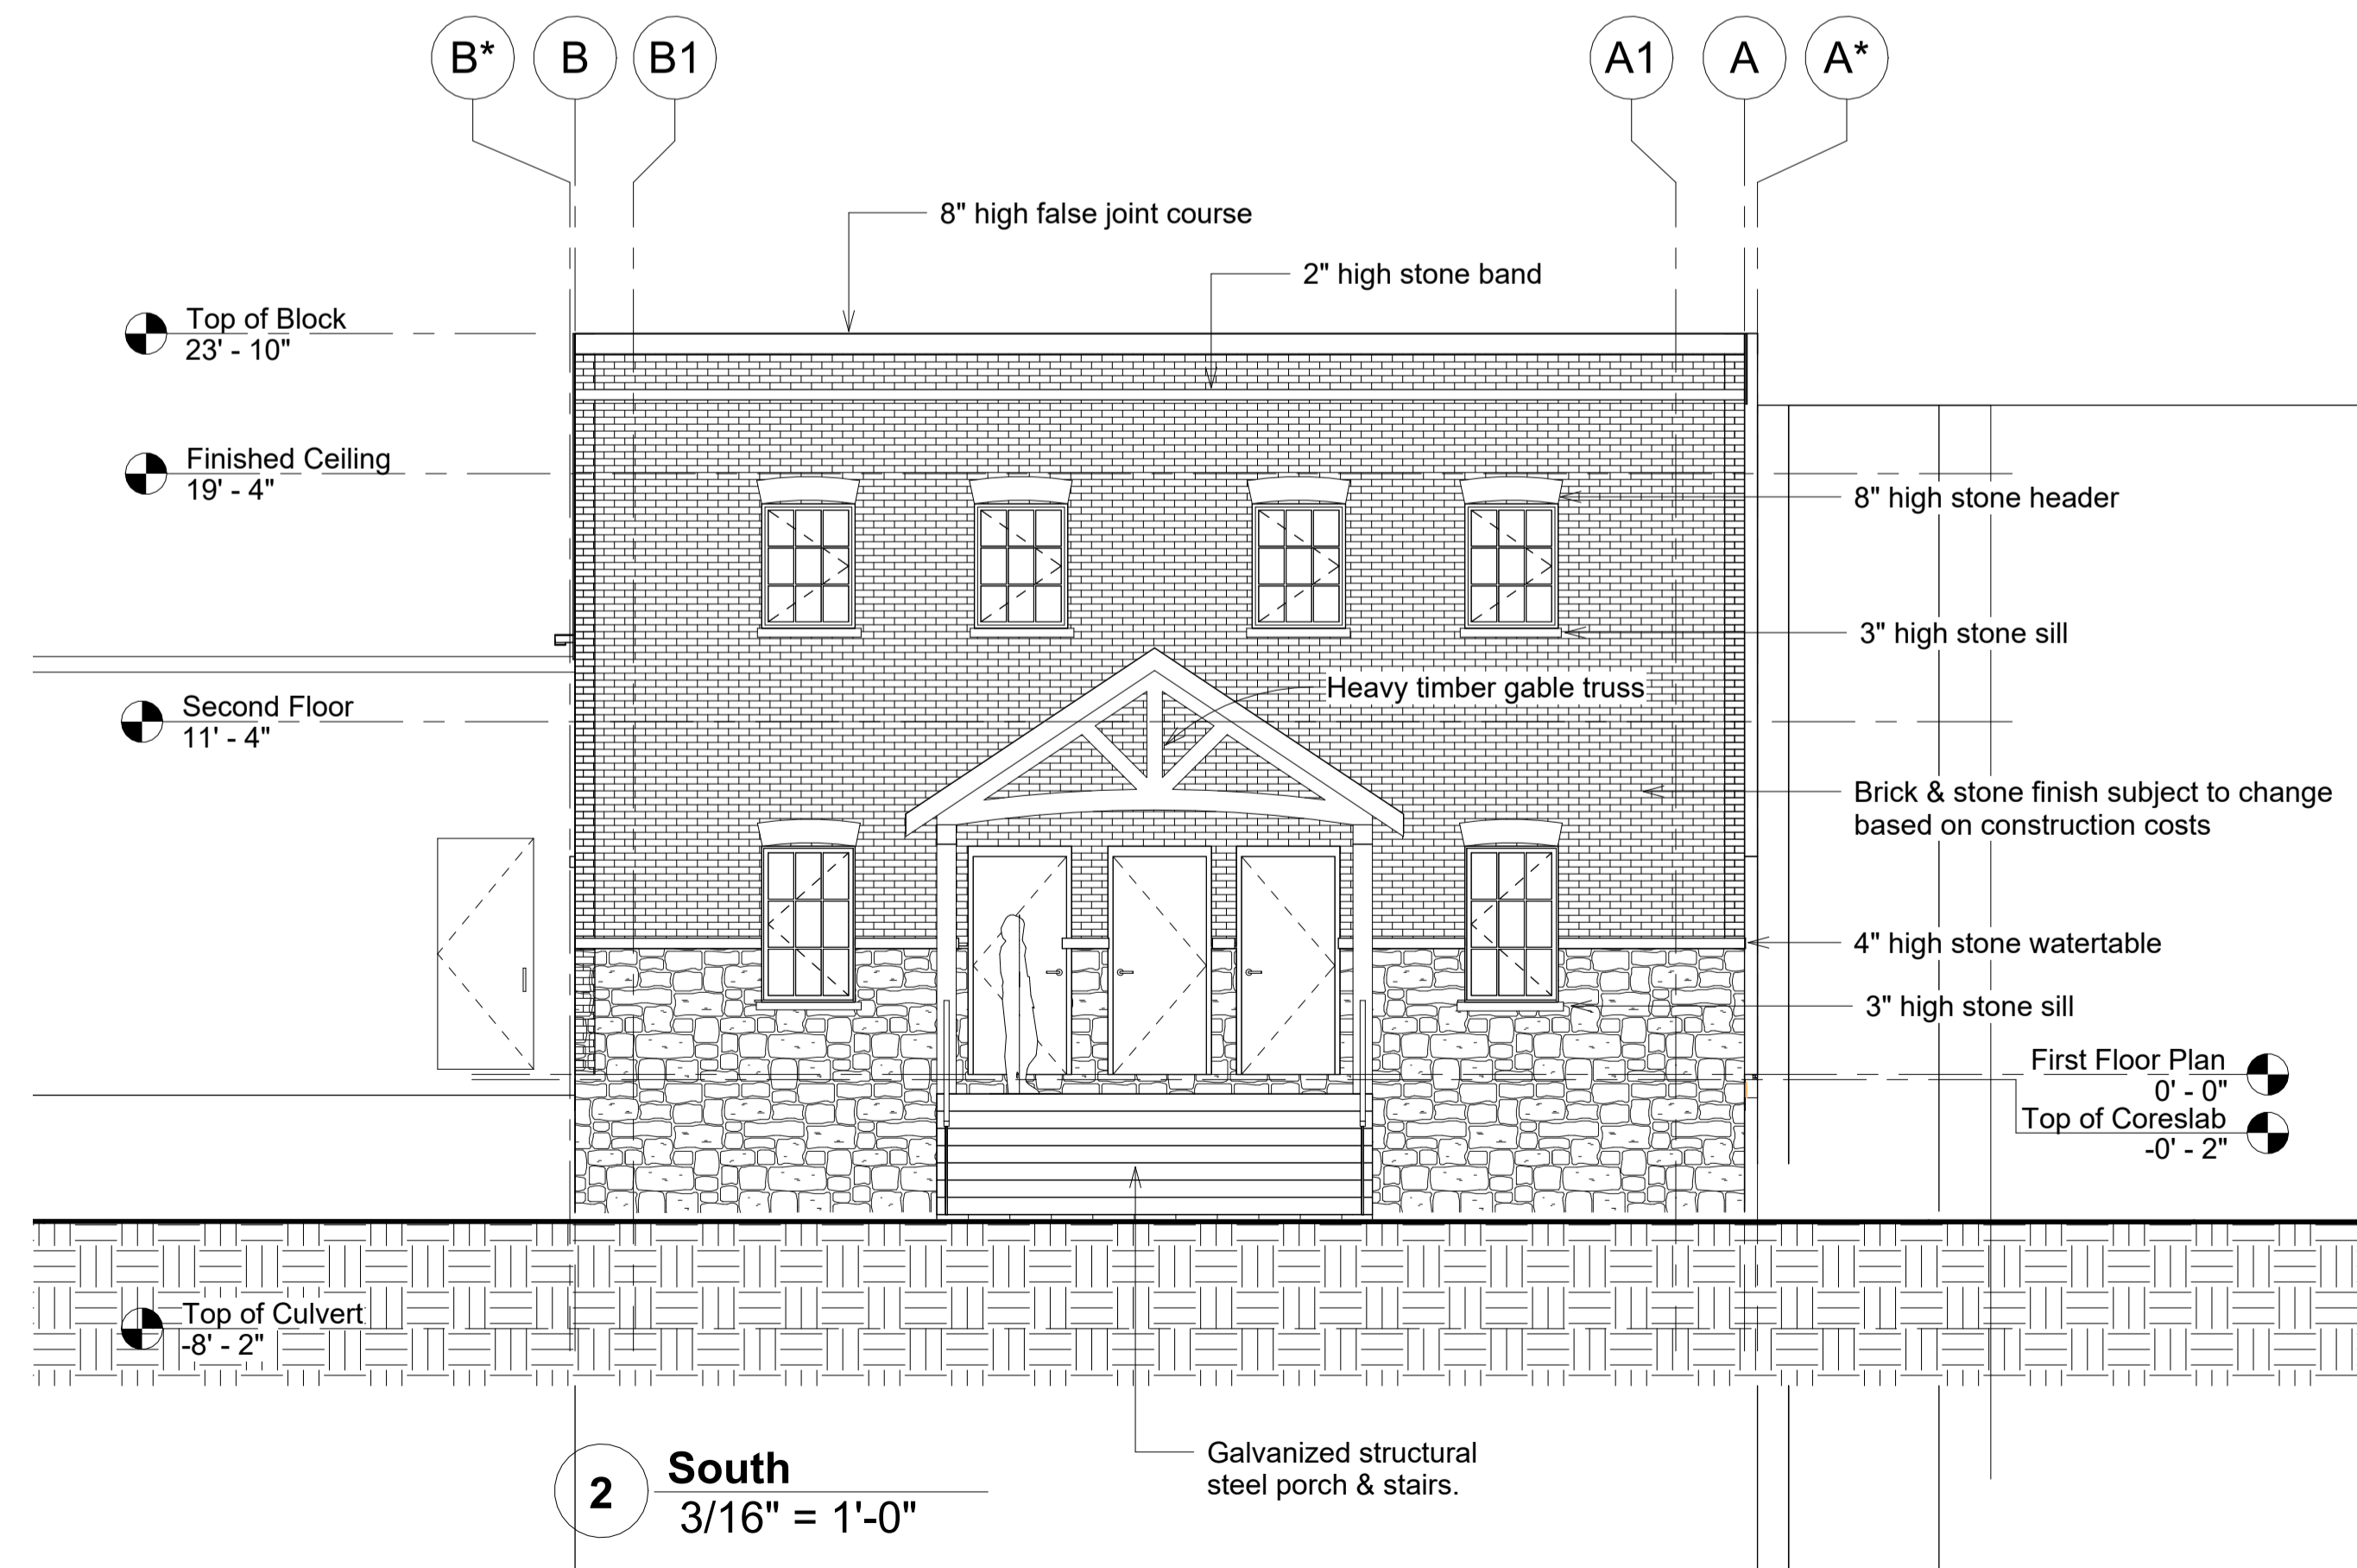 B*
B
B1
A1
A
A*
8" high false joint course
2" high stone band
Top of Block
23' - 10"
Finished Ceiling
19' - 4"
8" high stone header
3" high stone sill
Heavy timber gable truss
Second Floor
11' - 4"
Brick & stone finish subject to change
based on construction costs
4" high stone watertable
3" high stone sill
First Floor Plan
0' - 0"
Top of Coreslab
-0' - 2"
Top of Culvert
-8' - 2"
Galvanized structural
steel porch & stairs.
2
South
3/16" = 1'-0"